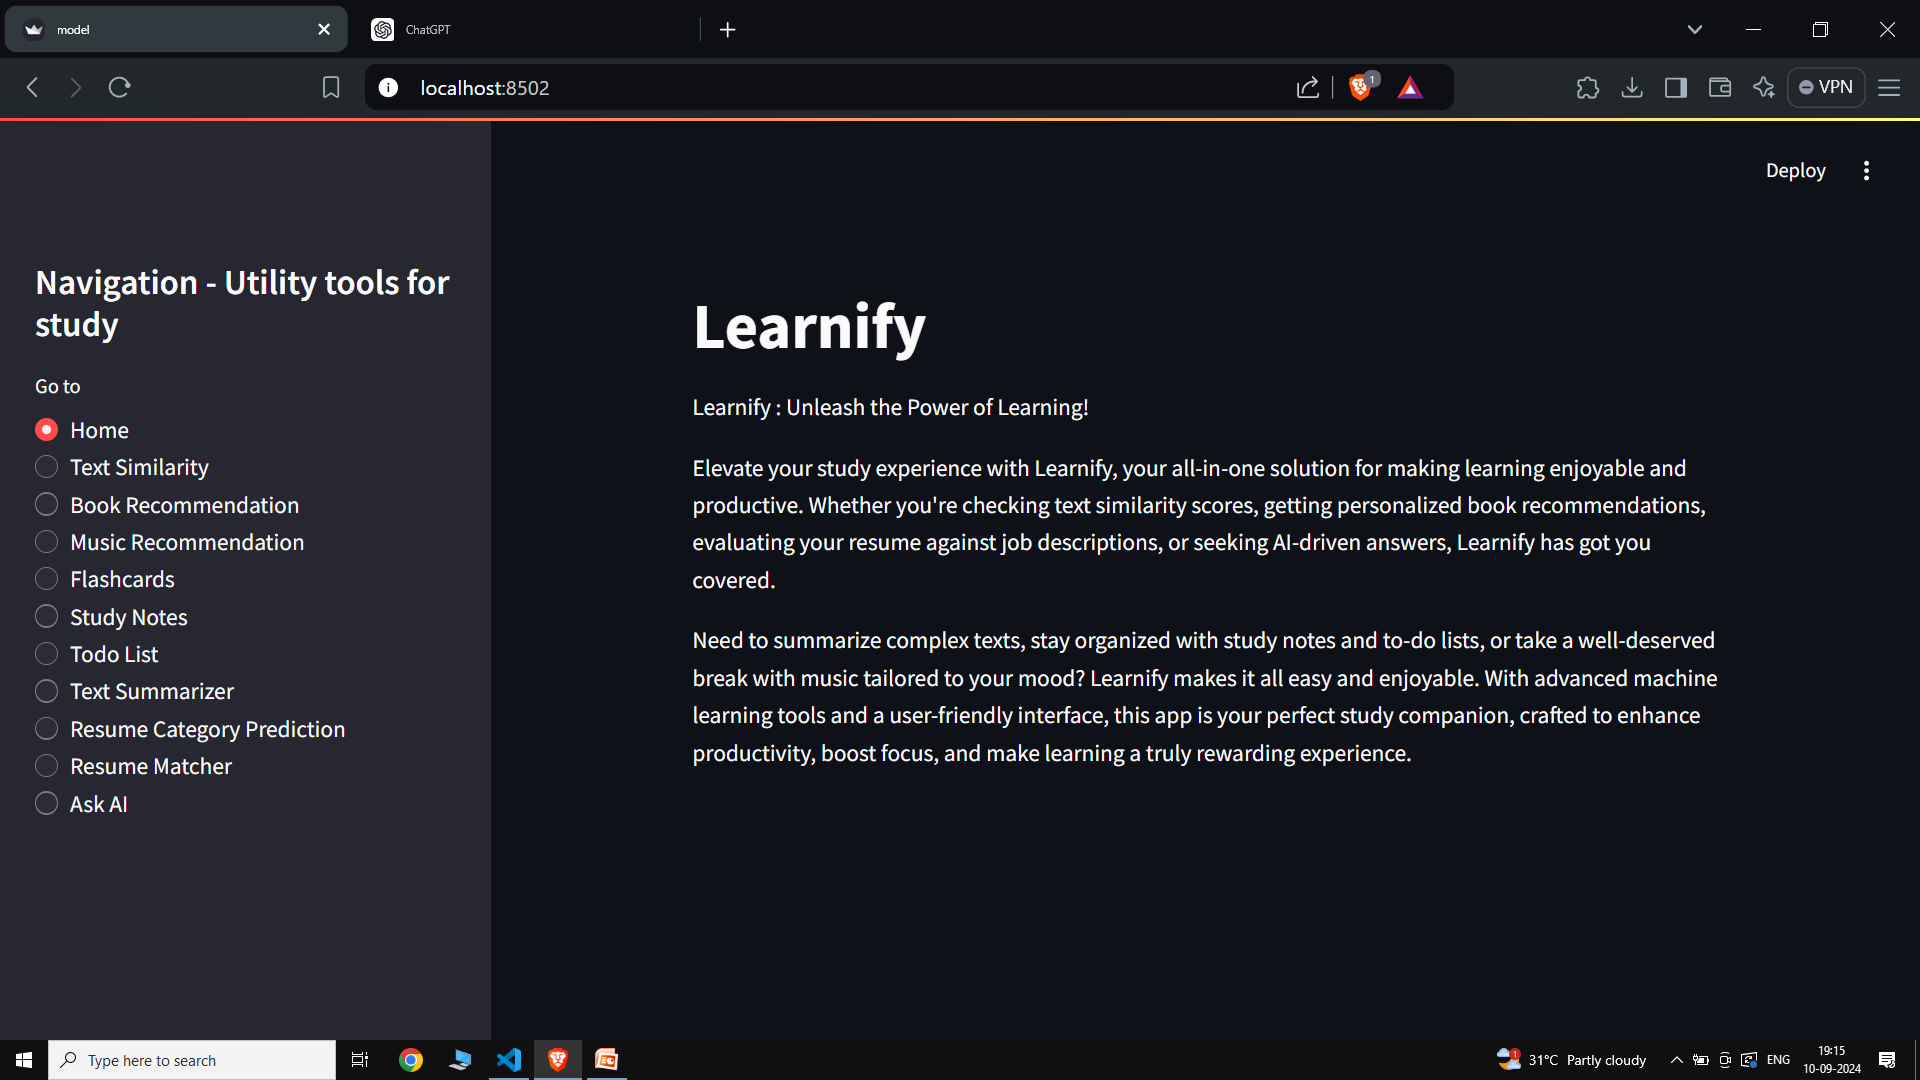 model
ChatGPT
localhost:8502
1
VPN
Deploy
Navigation - Utility tools for
study
Go to
Home
Text Similarity
Book Recommendation
Music Recommendation
Flashcards
Study Notes
Todo List
Text Summarizer
Resume Category Prediction
Resume Matcher
Ask AI
Learnify
Learnify : Unleash the Power of Learning!
Elevate your study experience with Learnify, your all-in-one solution for making learning enjoyable and
productive. Whether you're checking text similarity scores, getting personalized book recommendations,
evaluating your resume against job descriptions, or seeking AI-driven answers, Learnify has got you
covered.
Need to summarize complex texts, stay organized with study notes and to-do lists, or take a well-deserved
break with music tailored to your mood? Learnify makes it all easy and enjoyable. With advanced machine
learning tools and a user-friendly interface, this app is your perfect study companion, crafted to enhance
productivity, boost focus, and make learning a truly rewarding experience.
Type here to search
1
31°C Partly cloudy
ENG
19:15
10-09-2024